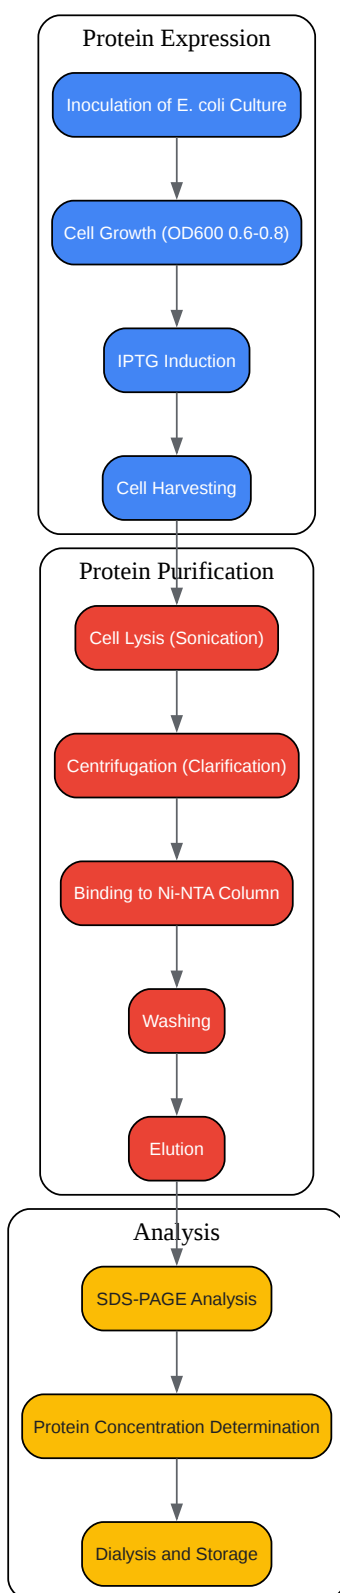 Protein Expression
Inoculation of E. coli Culture
Cell Growth (OD600 0.6-0.8)
IPTG Induction
Cell Harvesting
Protein Purification
Cell Lysis (Sonication)
Centrifugation (Clarification)
Binding to Ni-NTA Column
Washing
Elution
Analysis
SDS-PAGE Analysis
Protein Concentration Determination
Dialysis and Storage